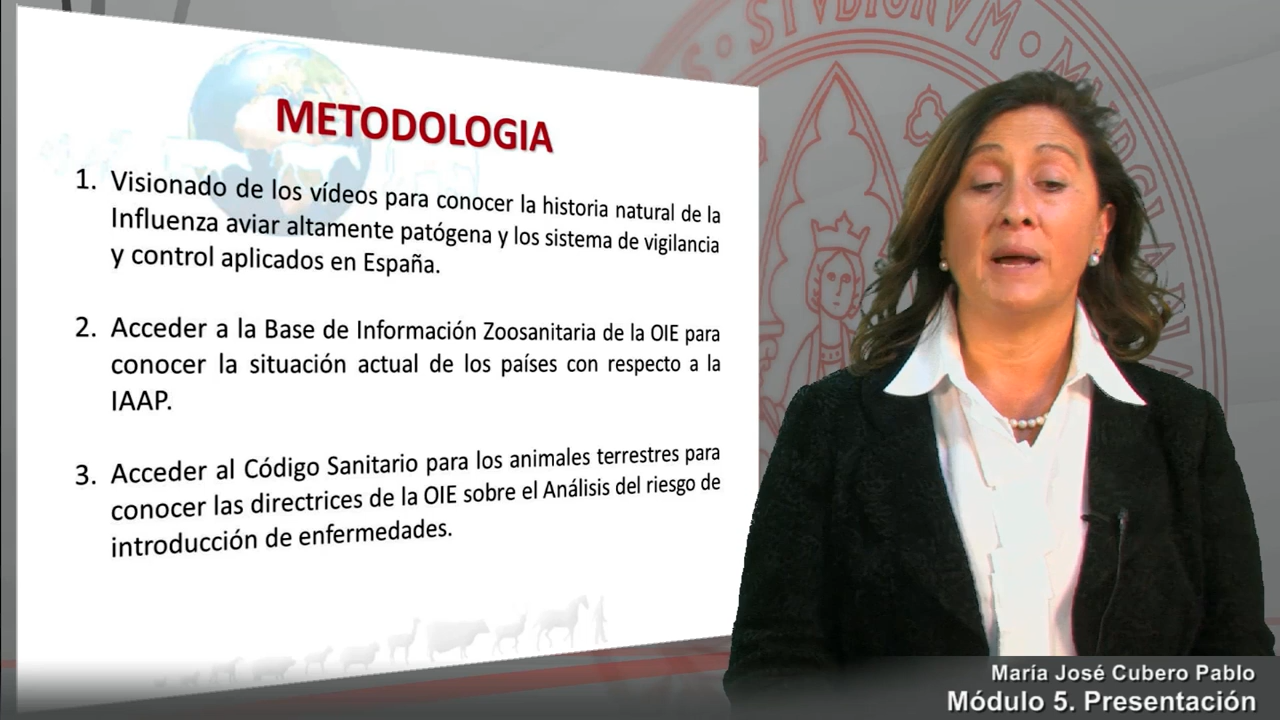 METODOLOGIA
1. Visionado de los vídeos para conocer la historia natural de la
Influenza aviar altamente patógena y los sistema de vigilancia
y control aplicados en España.
2. Acceder a la Base de Información Zoosanitaria de la OIE para
conocer la situación actual de los países con respecto a la
IAAP.
3. Acceder al Código Sanitario para los animales terrestres para
conocer las directrices de la OIE sobre el Análisis del riesgo de
introducción de enfermedades.
María José Cubero Pablo
Módulo 5. Presentación